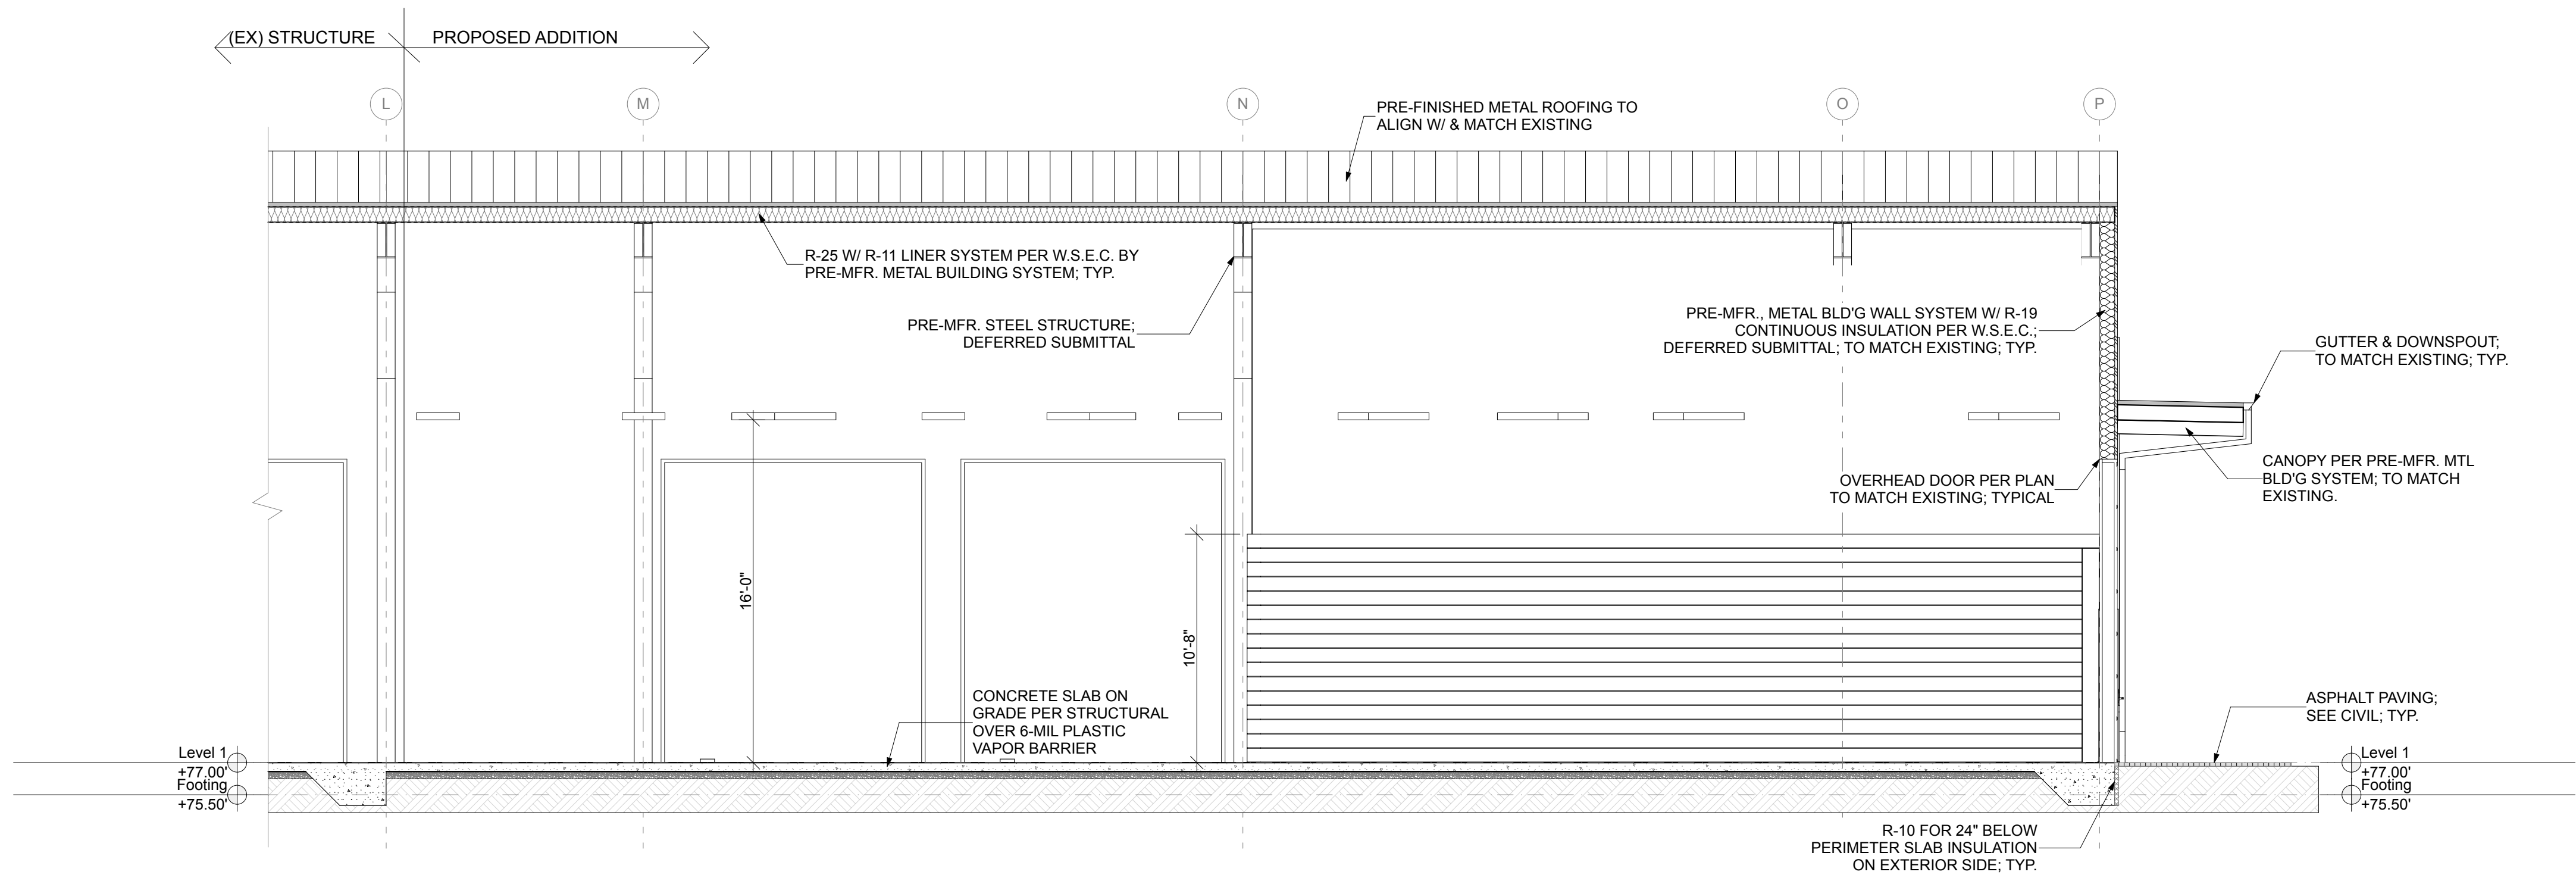 (EX) STRUCTURE
PROPOSED ADDITION
L
M
N
O
P
PRE-FINISHED METAL ROOFING TO
ALIGN W/ & MATCH EXISTING
R-25 W/ R-11 LINER SYSTEM PER W.S.E.C. BY
PRE-MFR. METAL BUILDING SYSTEM; TYP.
PRE-MFR. STEEL STRUCTURE;
DEFERRED SUBMITTAL
PRE-MFR., METAL BLD'G WALL SYSTEM W/ R-19
CONTINUOUS INSULATION PER W.S.E.C.;
DEFERRED SUBMITTAL; TO MATCH EXISTING; TYP.
GUTTER & DOWNSPOUT;
TO MATCH EXISTING; TYP.
CANOPY PER PRE-MFR. MTL
BLD'G SYSTEM; TO MATCH
EXISTING.
OVERHEAD DOOR PER PLAN
TO MATCH EXISTING; TYPICAL
16'-0"
10'-8"
CONCRETE SLAB ON
GRADE PER STRUCTURAL
OVER 6-MIL PLASTIC
VAPOR BARRIER
ASPHALT PAVING;
SEE CIVIL; TYP.
Level 1
+77.00'
Footing
+75.50'
Level 1
+77.00'
Footing
+75.50'
R-10 FOR 24" BELOW
PERIMETER SLAB INSULATION
ON EXTERIOR SIDE; TYP.